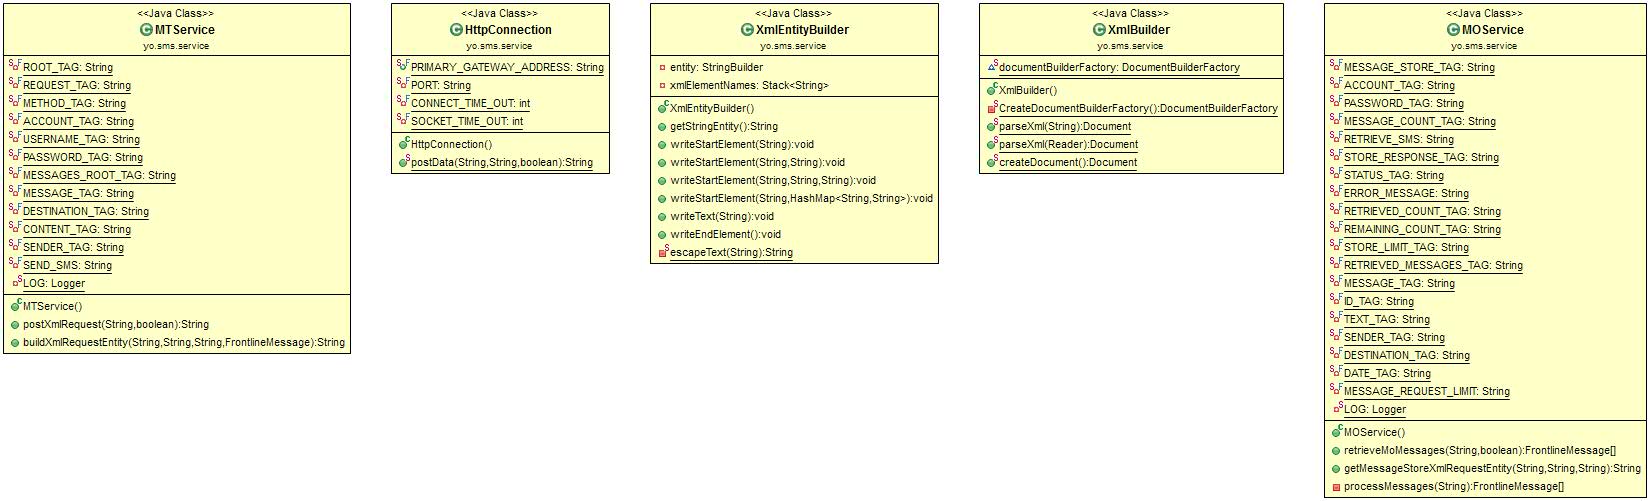 <<Java Class>>
MTService
yo.sms.service
ROOT_TAG: String
REQUEST_TAG: String
METHOD_TAG: String
ACCOUNT_TAG: String
USERNAME_TAG: String
PASSWORD_TAG: String
MESSAGES_ROOT_TAG: String
MESSAGE_TAG: String
DESTINATION_TAG: String
CONTENT_TAG: String
SENDER_TAG: String
SEND_SMS: String
LOG: Logger
MTService()
postXmlRequest(String,boolean):String
buildXmlRequestEntity(String,String,String,FrontlineMessage):String
<<Java Class>>
HttpConnection
yo.sms.service
PRIMARY_GATEWAY_ADDRESS: String
PORT: String
CONNECT_TIME_OUT: int
SOCKET_TIME_OUT: int
HttpConnection()
postData(String,String,boolean):String
<<Java Class>>
XmlEntityBuilder
yo.sms.service
entity: StringBuilder
xmlElementNames: Stack<String>
XmlEntityBuilder()
getStringEntity():String
writeStartElement(String):void
writeStartElement(String,String):void
writeStartElement(String,String,String):void
writeStartElement(String,HashMap<String,String>):void
writeText(String):void
writeEndElement():void
escapeText(String):String
<<Java Class>>
XmlBuilder
yo.sms.service
documentBuilderFactory: DocumentBuilderFactory
XmlBuilder()
CreateDocumentBuilderFactory():DocumentBuilderFactory
parseXml(String):Document
parseXml(Reader):Document
createDocument():Document
<<Java Class>>
MOService
yo.sms.service
MESSAGE_STORE_TAG: String
ACCOUNT_TAG: String
PASSWORD_TAG: String
MESSAGE_COUNT_TAG: String
RETRIEVE_SMS: String
STORE_RESPONSE_TAG: String
STATUS_TAG: String
ERROR_MESSAGE: String
RETRIEVED_COUNT_TAG: String
REMAINING_COUNT_TAG: String
STORE_LIMIT_TAG: String
RETRIEVED_MESSAGES_TAG: String
MESSAGE_TAG: String
ID_TAG: String
TEXT_TAG: String
SENDER_TAG: String
DESTINATION_TAG: String
DATE_TAG: String
MESSAGE_REQUEST_LIMIT: String
LOG: Logger
MOService()
retrieveMoMessages(String,boolean):FrontlineMessage[]
getMessageStoreXmlRequestEntity(String,String,String):String
processMessages(String):FrontlineMessage[]